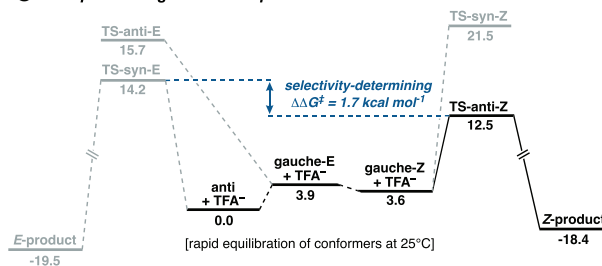 TS-anti-E
15.7
TS-syn-E
14.2
TS-syn-Z
21.5
selectivity-determining
ΔΔG‡ = 1.7 kcal mol-1
TS-anti-Z
12.5
anti
+ TFA–
0.0
gauche-E
+ TFA–
3.9
gauche-Z
+ TFA–
3.6
E-product
-19.5
Z-product
-18.4
[rapid equilibration of conformers at 25°C]